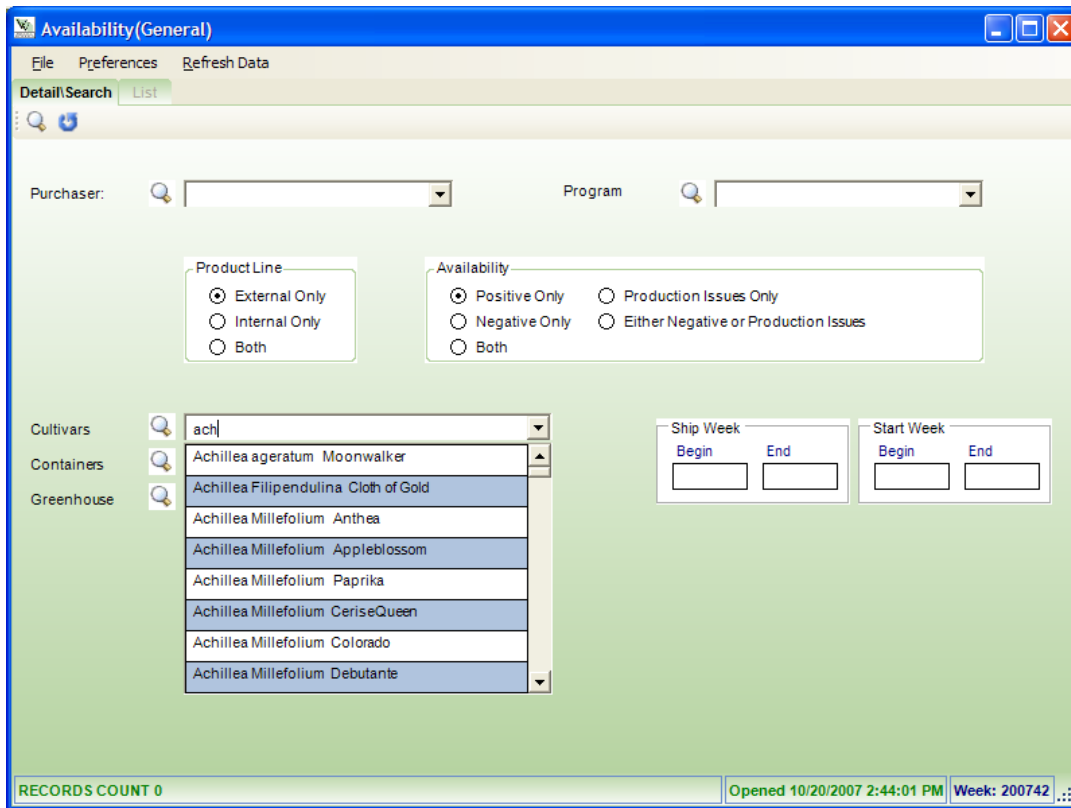 Availability(General)
File Preferences Refresh Data
Detail\Search List
Purchaser: Program
Product Line
External Only
Internal Only
Both
Availability
Positive Only Production Issues Only
Negative Only Either Negative or Production Issues
Both
Cultivars ach
Containers
Greenhouse
Achillea ageratum Moonwalker
Achillea Filipendulina Cloth of Gold
Achillea Millefolium Anthea
Achillea Millefolium Appleblossom
Achillea Millefolium Paprika
Achillea Millefolium CeriseQueen
Achillea Millefolium Colorado
Achillea Millefolium Debutante
Ship Week
Begin End
Start Week
Begin End
RECORDS COUNT 0 Opened 10/20/2007 2:44:01 PM Week: 200742